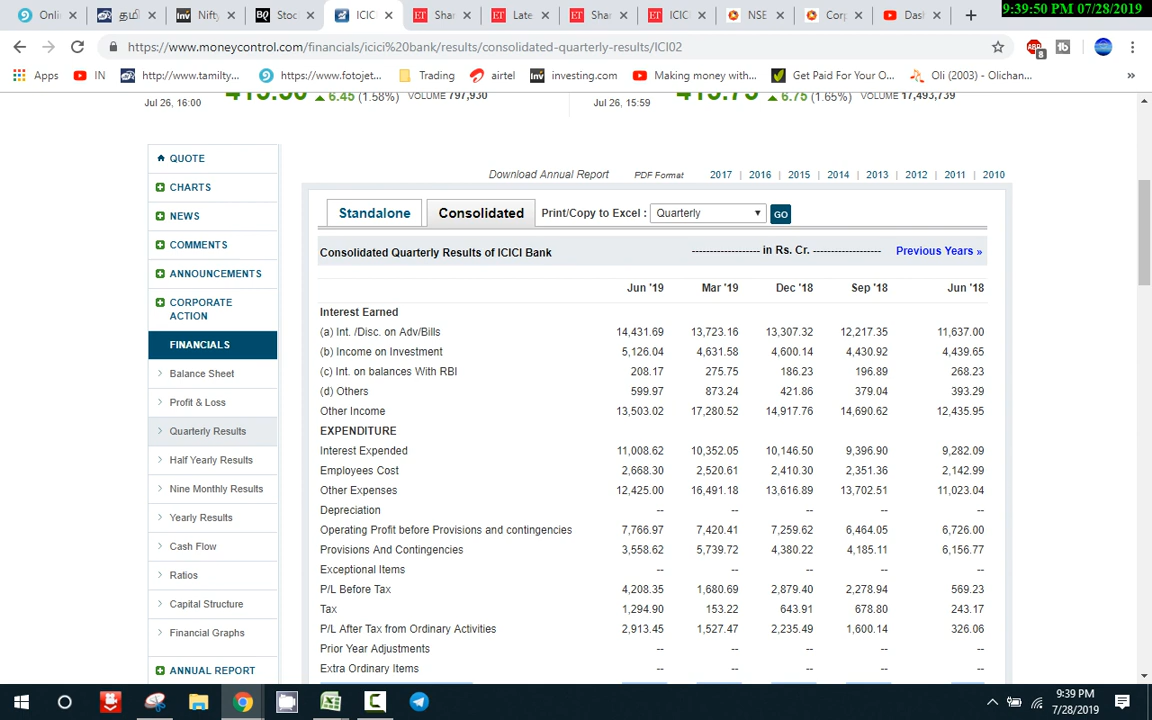 9:39:50 PM 07/28/2019
Onli
தமி
Nifty
Stoc
ICIC
Shar
Late
Shar
ICIC
NSE
Corp
Dash
https://www.moneycontrol.com/financials/icici%20bank/results/consolidated-quarterly-results/ICI02
Apps IN http://www.tamilty... https://www.fotojet... Trading airtel investing.com Making money with... Get Paid For Your O... Oli (2003) - Olichan... »
Jul 26, 16:00 6.45 (1.58%) VOLUME 797,930 Jul 26, 15:59 6.75 (1.65%) VOLUME 17,493,739
QUOTE
CHARTS
NEWS
COMMENTS
ANNOUNCEMENTS
CORPORATE
ACTION
FINANCIALS
Balance Sheet
Profit & Loss
Quarterly Results
Half Yearly Results
Nine Monthly Results
Yearly Results
Cash Flow
Ratios
Capital Structure
Financial Graphs
ANNUAL REPORT
Download Annual Report PDF Format 2017 | 2016 | 2015 | 2014 | 2013 | 2012 | 2011 | 2010
Standalone Consolidated Print/Copy to Excel : Quarterly GO
Consolidated Quarterly Results of ICICI Bank ------------------- in Rs. Cr. ------------------- Previous Years »
Jun '19 Mar '19 Dec '18 Sep '18 Jun '18
Interest Earned
(a) Int. /Disc. on Adv/Bills 14,431.69 13,723.16 13,307.32 12,217.35 11,637.00
(b) Income on Investment 5,126.04 4,631.58 4,600.14 4,430.92 4,439.65
(c) Int. on balances With RBI 208.17 275.75 186.23 196.89 268.23
(d) Others 599.97 873.24 421.86 379.04 393.29
Other Income 13,503.02 17,280.52 14,917.76 14,690.62 12,435.95
EXPENDITURE
Interest Expended 11,008.62 10,352.05 10,146.50 9,396.90 9,282.09
Employees Cost 2,668.30 2,520.61 2,410.30 2,351.36 2,142.99
Other Expenses 12,425.00 16,491.18 13,616.89 13,702.51 11,023.04
Depreciation -- -- -- -- --
Operating Profit before Provisions and contingencies 7,766.97 7,420.41 7,259.62 6,464.05 6,726.00
Provisions And Contingencies 3,558.62 5,739.72 4,380.22 4,185.11 6,156.77
Exceptional Items -- -- -- -- --
P/L Before Tax 4,208.35 1,680.69 2,879.40 2,278.94 569.23
Tax 1,294.90 153.22 643.91 678.80 243.17
P/L After Tax from Ordinary Activities 2,913.45 1,527.47 2,235.49 1,600.14 326.06
Prior Year Adjustments -- -- -- -- --
Extra Ordinary Items -- -- -- -- --
9:39 PM
7/28/2019